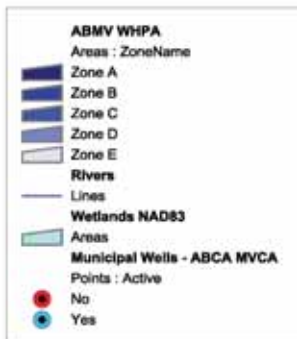 ABMV WHPA
Areas : ZoneName
Zone A
Zone B
Zone C
Zone D
Zone E
Rivers
Lines
Wetlands NAD83
Areas
Municipal Wells - ABCA MVCA
Points : Active
No
Yes